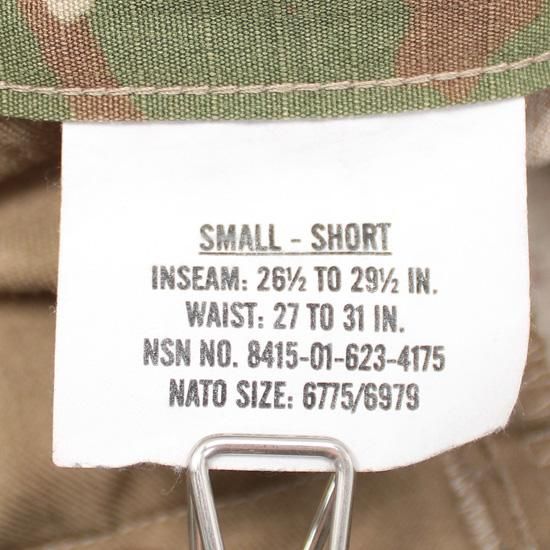 SMALL - SHORT
INSEAM: 26½ TO 29½ IN.
WAIST: 27 TO 31 IN.
NSN NO. 8415-01-623-4175
NATO SIZE: 6775/6979